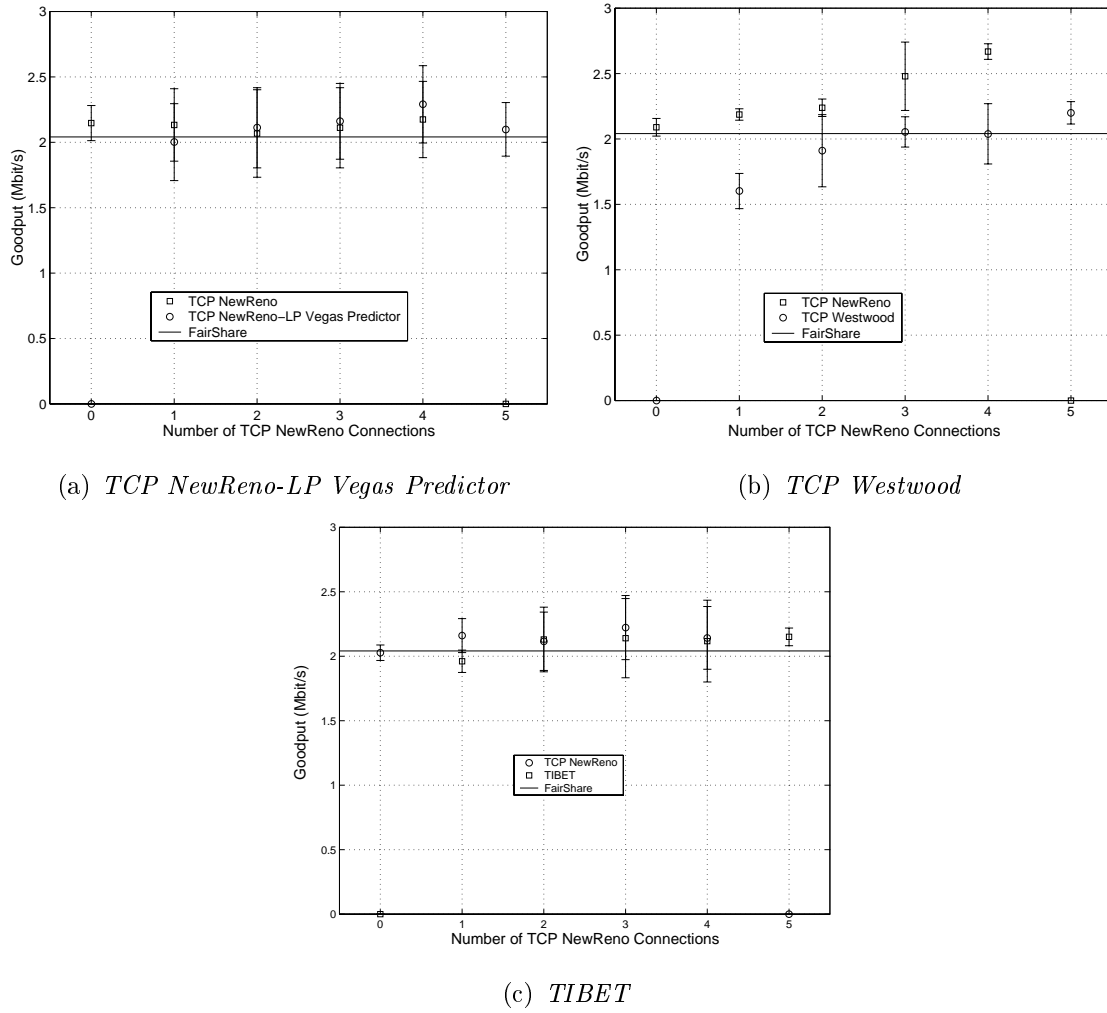 3
2.5
2
1.5
1
0.5
0
Goodput (Mbit/s)
TCP NewReno
TCP NewReno−LP Vegas Predictor
FairShare
0 1 2 3 4 5
Number of TCP NewReno Connections
(a) TCP NewReno-LP Vegas Predictor
3
2.5
2
1.5
1
0.5
0
Goodput (Mbit/s)
TCP NewReno
TCP Westwood
FairShare
0 1 2 3 4 5
Number of TCP NewReno Connections
(b) TCP Westwood
3
2.5
2
1.5
1
0.5
0
Goodput (Mbit/s)
TCP NewReno
TIBET
FairShare
0 1 2 3 4 5
Number of TCP NewReno Connections
(c) TIBET